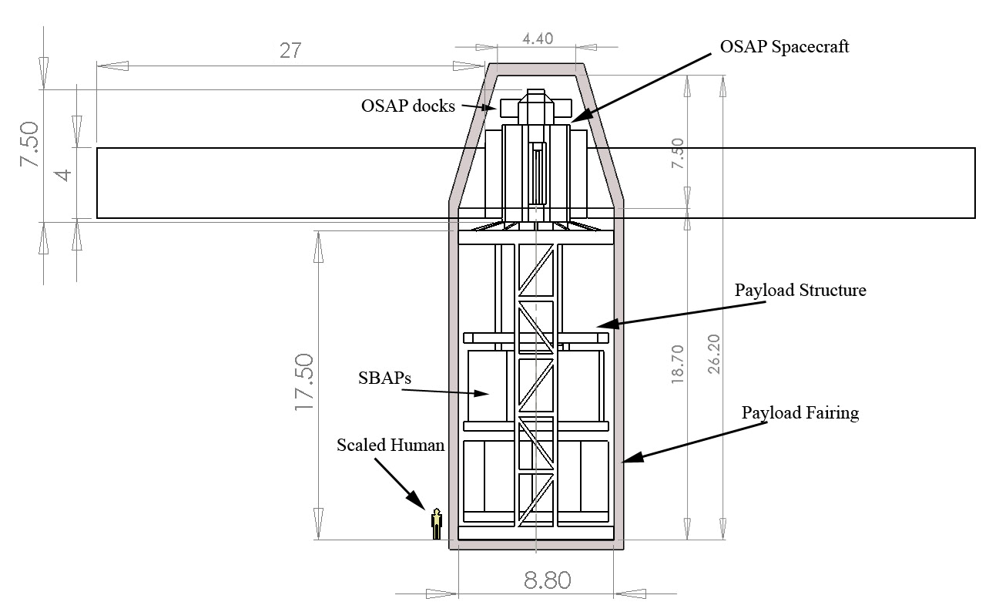 4.40
OSAP Spacecraft
27
OSAP docks
7.50
4
7.50
17.50
Payload Structure
18.70
26.20
SBAPs
Payload Fairing
Scaled Human
8.80